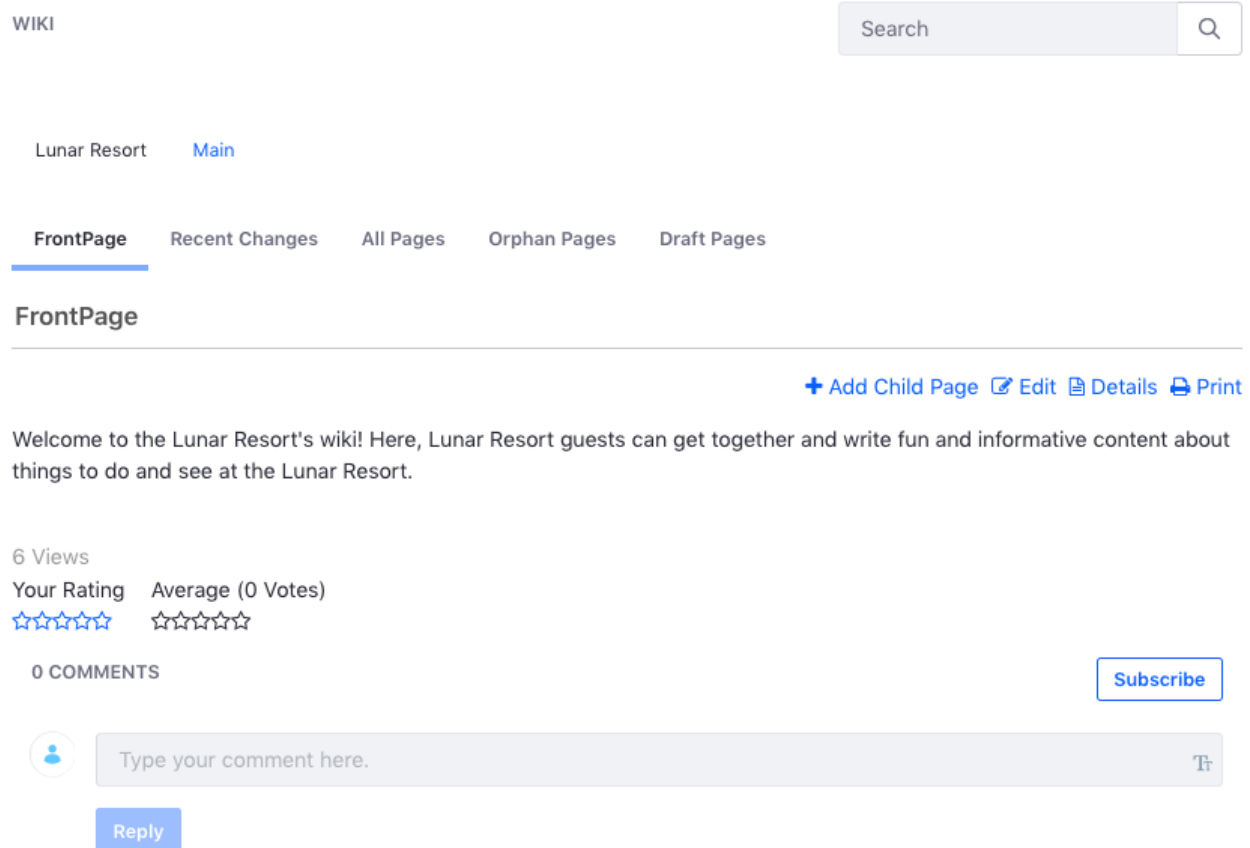 WIKI
Search
Lunar Resort Main
FrontPage Recent Changes All Pages Orphan Pages Draft Pages
FrontPage
Add Child Page Edit Details Print
Welcome to the Lunar Resort's wiki! Here, Lunar Resort guests can get together and write fun and informative content about
things to do and see at the Lunar Resort.
6 Views
Your Rating Average (0 Votes)
0 COMMENTS
Subscribe
Type your comment here.
Reply